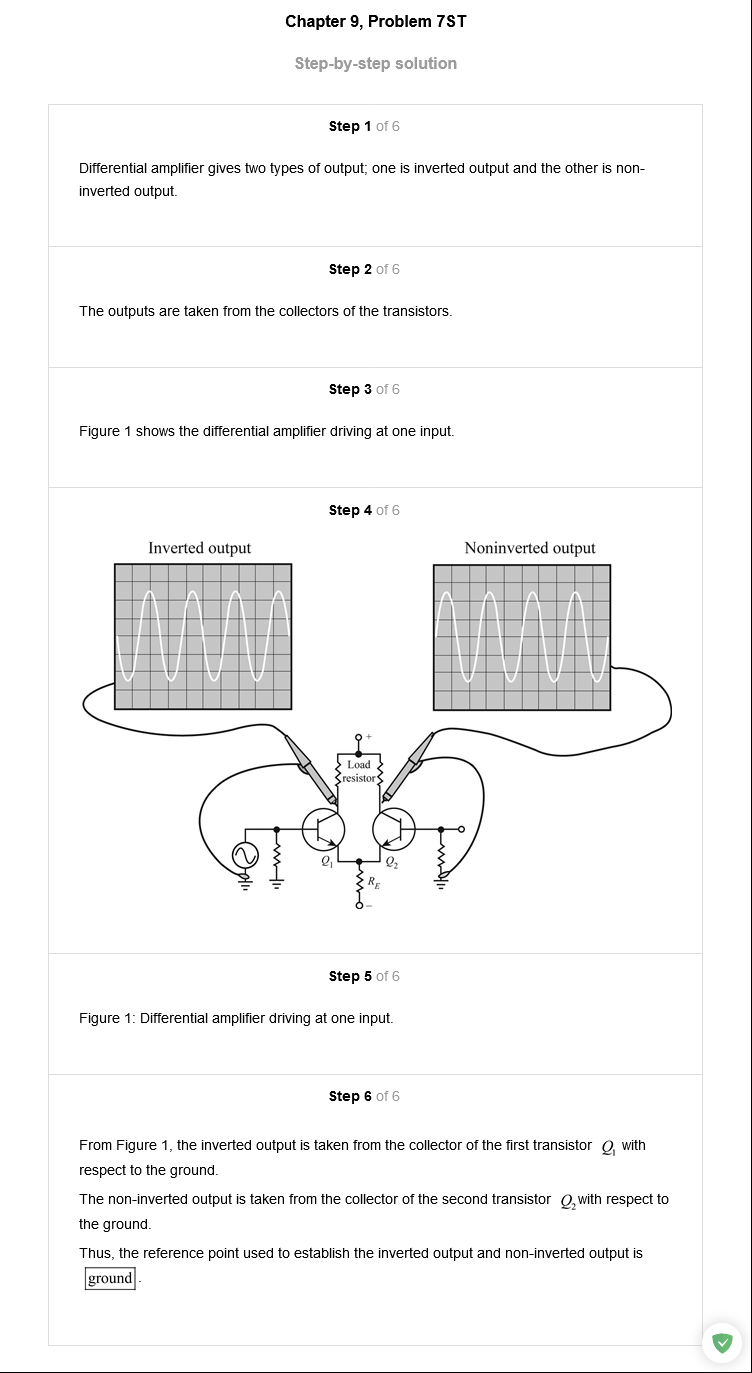 Chapter 9, Problem 7ST
Step-by-step solution
Step 1 of 6
Differential amplifier gives two types of output; one is inverted output and the other is non-
inverted output.
Step 2 of 6
The outputs are taken from the collectors of the transistors.
Step 3 of 6
Figure 1 shows the differential amplifier driving at one input.
Step 4 of 6
Inverted output
Noninverted output
+
Load
resistor
Q₁
Q₂
R_E
–
Step 5 of 6
Figure 1: Differential amplifier driving at one input.
Step 6 of 6
From Figure 1, the inverted output is taken from the collector of the first transistor Q₁ with
respect to the ground.
The non-inverted output is taken from the collector of the second transistor Q₂ with respect to
the ground.
Thus, the reference point used to establish the inverted output and non-inverted output is
ground.